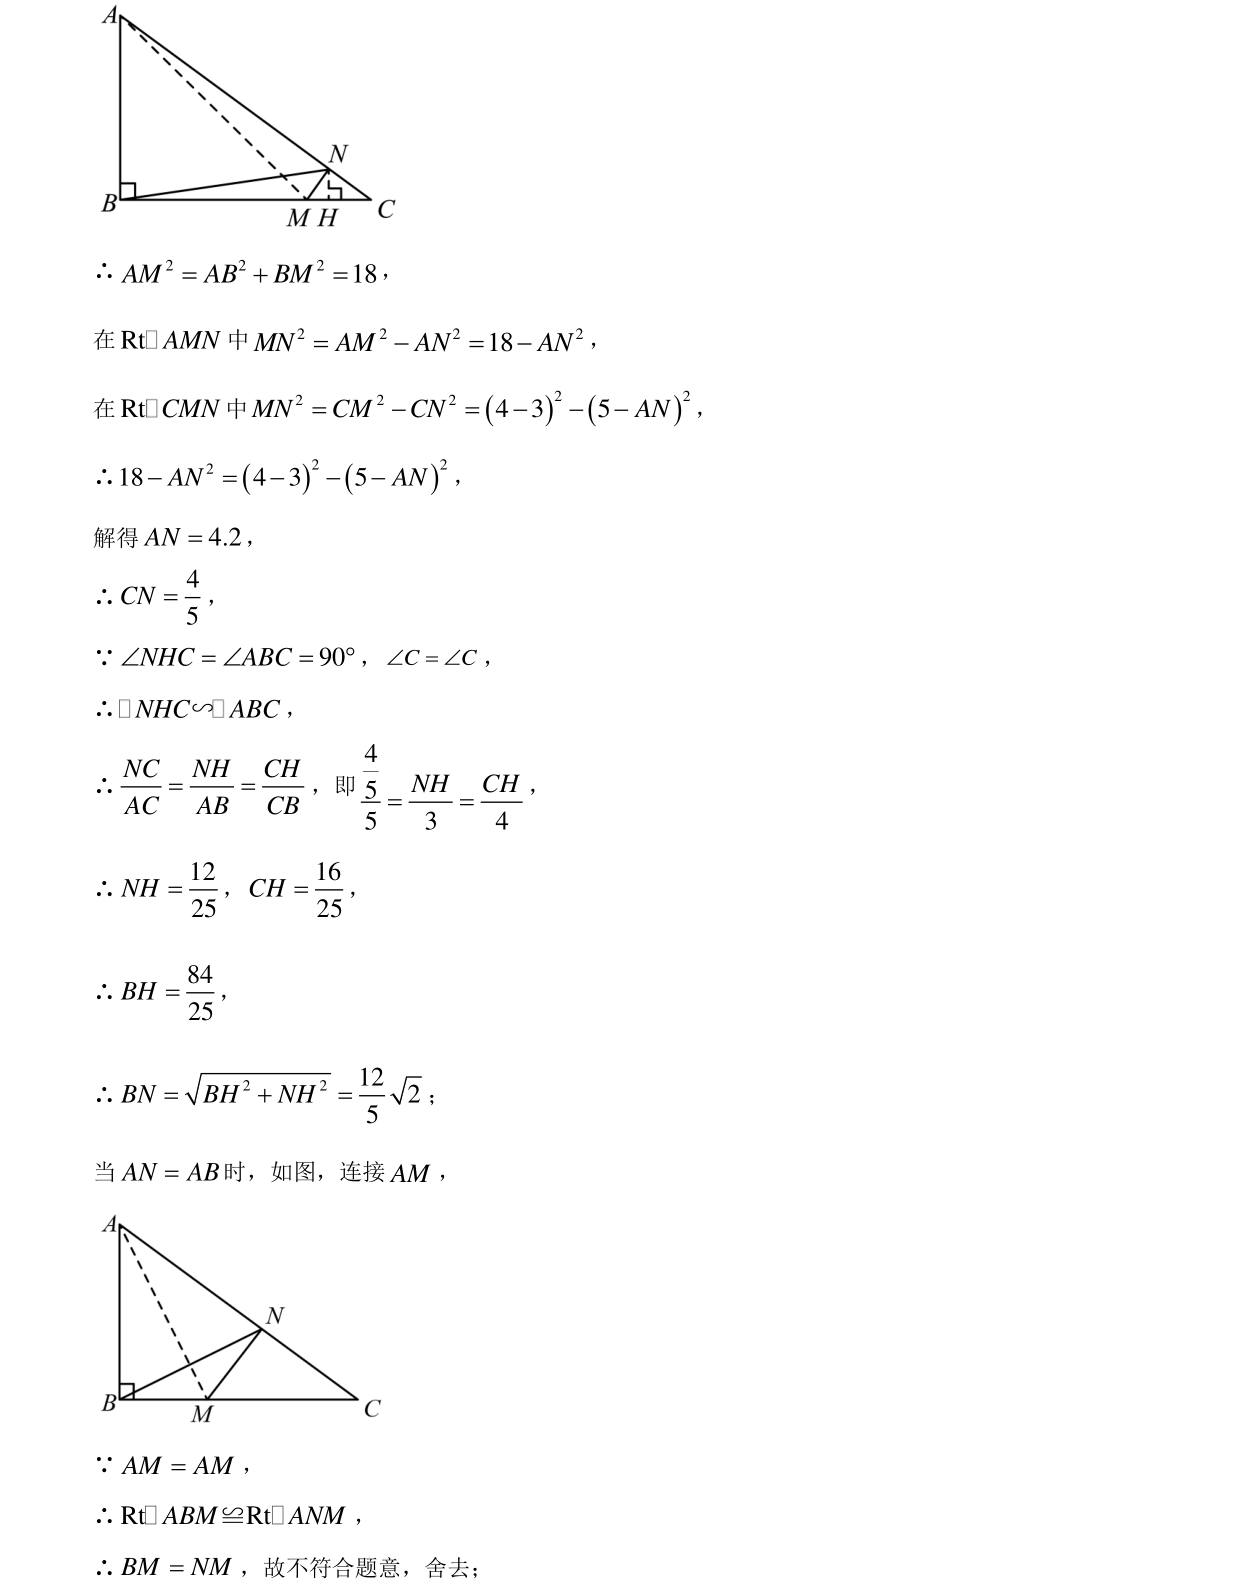 A
N
B
M H C
∴ AM² = AB² + BM² = 18，
在 Rt□AMN 中 MN² = AM² − AN² = 18 − AN²，
在 Rt□CMN 中 MN² = CM² − CN² = (4−3)² − (5−AN)²，
∴ 18 − AN² = (4−3)² − (5−AN)²，
解得 AN = 4.2，
∴ CN = 4/5，
∵ ∠NHC = ∠ABC = 90°，∠C = ∠C，
∴ □NHC∽□ABC，
∴ NC/AC = NH/AB = CH/CB，即 (4/5)/5 = NH/3 = CH/4，
∴ NH = 12/25，CH = 16/25，
∴ BH = 84/25，
∴ BN = √(BH² + NH²) = 12/5 √2；
当 AN = AB 时，如图，连接 AM，
A
N
B
M
C
∵ AM = AM，
∴ Rt□ABM≌Rt□ANM，
∴ BM = NM，故不符合题意，舍去；